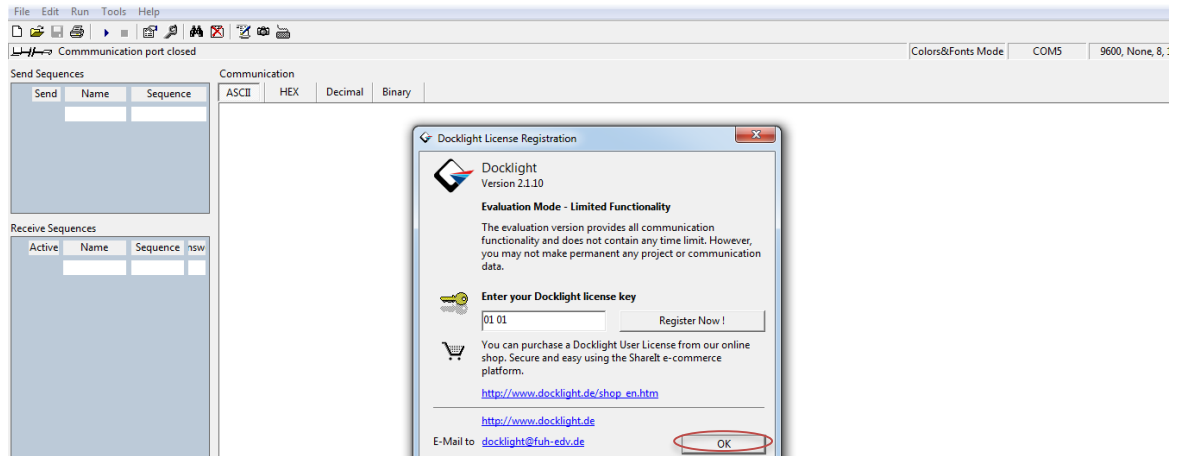 File Edit Run Tools Help
Commmunication port closed
Colors&Fonts Mode COM5 9600, None, 8,
Send Sequences
Send Name Sequence
Communication
ASCII HEX Decimal Binary
Docklight License Registration
Docklight
Version 2.1.10
Evaluation Mode - Limited Functionality
The evaluation version provides all communication
functionality and does not contain any time limit. However,
you may not make permanent any project or communication
data.
Receive Sequences
Active Name Sequence nsw
Enter your Docklight license key
01 01
Register Now !
You can purchase a Docklight User License from our online
shop. Secure and easy using the ShareIt e-commerce
platform.
http://www.docklight.de/shop_en.htm
http://www.docklight.de
E-Mail to docklight@fuh-edv.de
OK